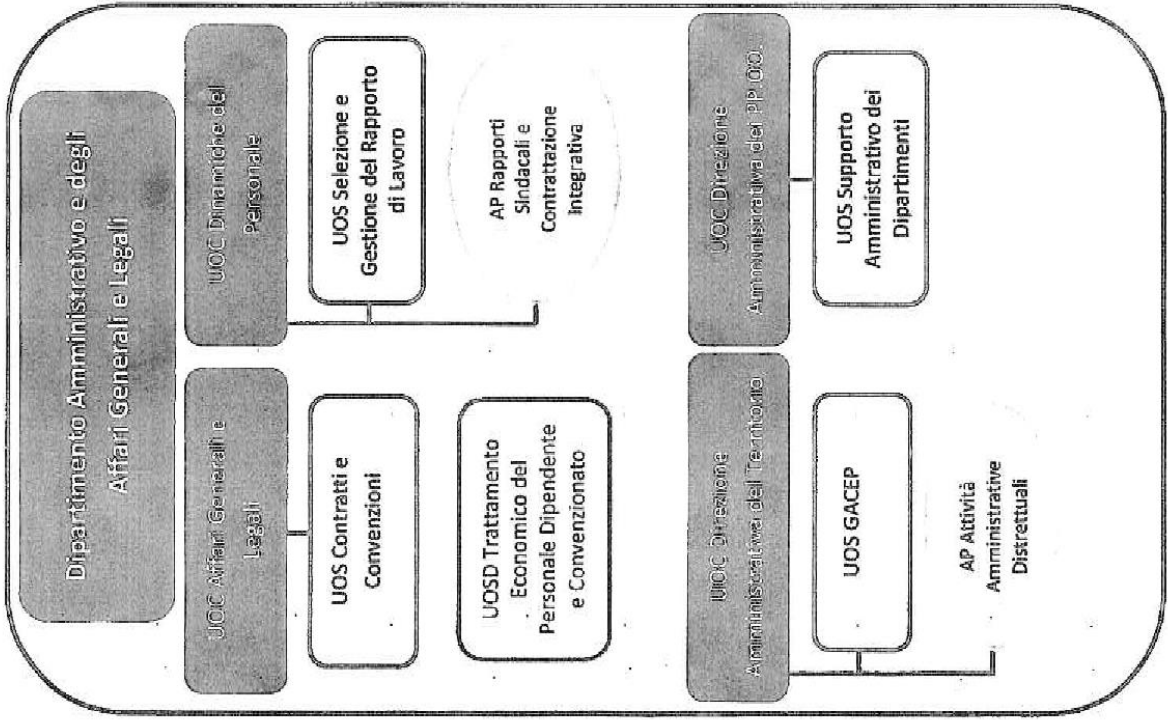 Dipartimento Amministrativo e degli
Affari Generali e Legali
UOC Affari Generali e
Legali
UOS Contratti e
Convenzioni
UOSD Trattamento
Economico del
Personale Dipendente
e Convenzionato
UOC Dinamiche del
Personale
UOS Selezione e
Gestione del Rapporto
di Lavoro
AP Rapporti
Sindacali e
Contrattazione
Integrativa
UOC Direzione
Amministrativa del Territorio
UOS GACEP
AP Attività
Amministrative
Distrettuali
UOC Direzione
Amministrativa dei PP.OO.
UOS Supporto
Amministrativo dei
Dipartimenti